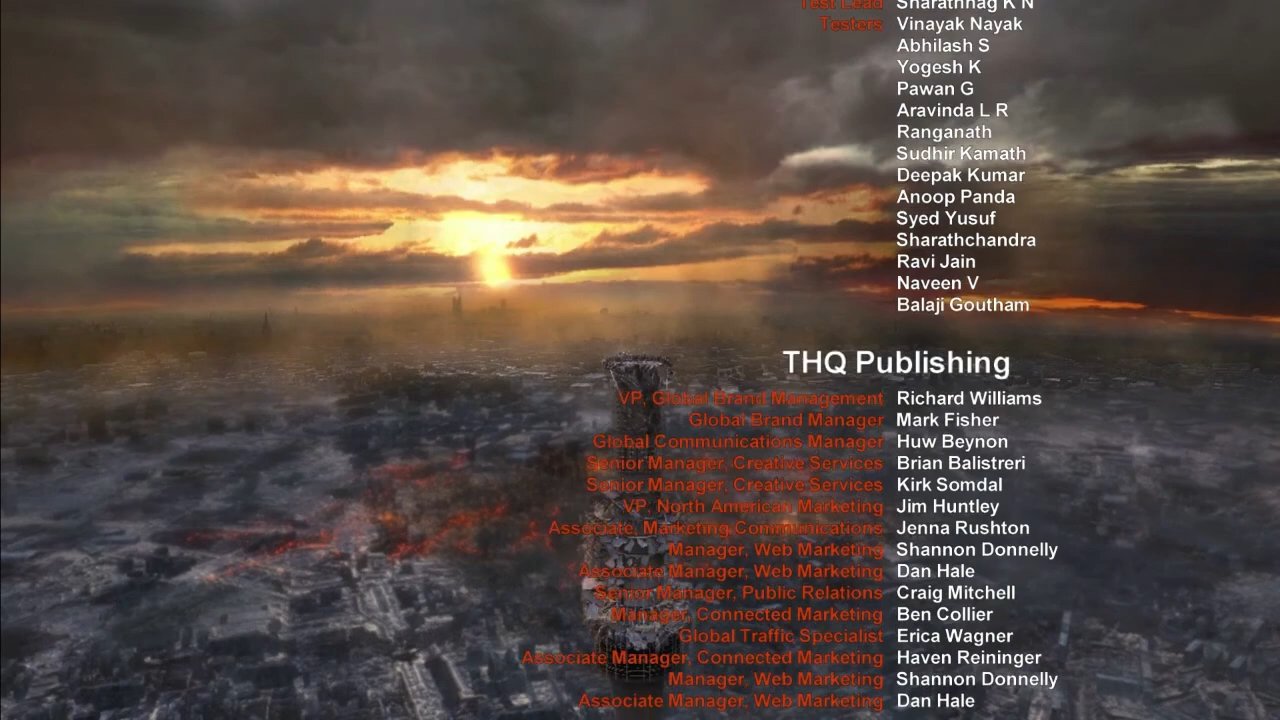 Test Lead Sharathnag K N
Testers Vinayak Nayak
Abhilash S
Yogesh K
Pawan G
Aravinda L R
Ranganath
Sudhir Kamath
Deepak Kumar
Anoop Panda
Syed Yusuf
Sharathchandra
Ravi Jain
Naveen V
Balaji Goutham
THQ Publishing
VP, Global Brand Management Richard Williams
Global Brand Manager Mark Fisher
Global Communications Manager Huw Beynon
Senior Manager, Creative Services Brian Balistreri
Senior Manager, Creative Services Kirk Somdal
VP, North American Marketing Jim Huntley
Associate, Marketing Communications Jenna Rushton
Manager, Web Marketing Shannon Donnelly
Associate Manager, Web Marketing Dan Hale
Senior Manager, Public Relations Craig Mitchell
Manager, Connected Marketing Ben Collier
Global Traffic Specialist Erica Wagner
Associate Manager, Connected Marketing Haven Reininger
Manager, Web Marketing Shannon Donnelly
Associate Manager, Web Marketing Dan Hale